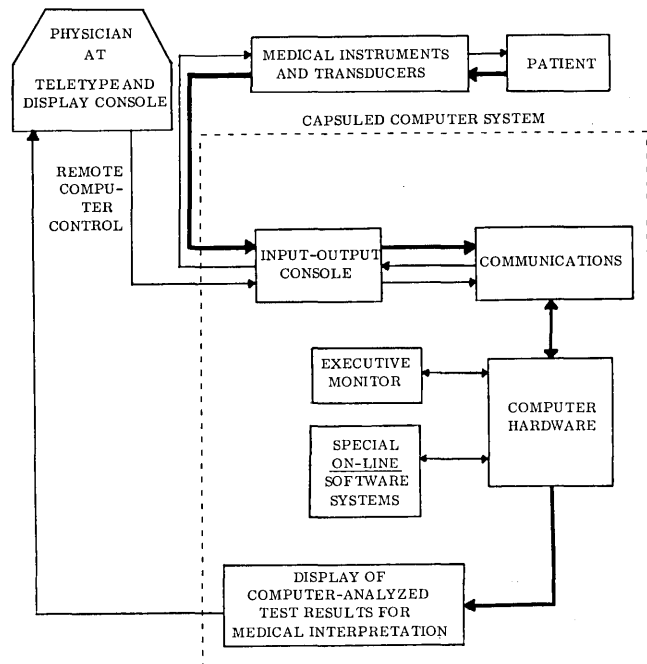 PHYSICIAN
AT
TELETYPE AND
DISPLAY CONSOLE
MEDICAL INSTRUMENTS
AND TRANSDUCERS
PATIENT
CAPSULED COMPUTER SYSTEM
REMOTE
COMPU-
TER
CONTROL
INPUT-OUTPUT
CONSOLE
COMMUNICATIONS
EXECUTIVE
MONITOR
COMPUTER
HARDWARE
SPECIAL
ON-LINE
SOFTWARE
SYSTEMS
DISPLAY OF
COMPUTER-ANALYZED
TEST RESULTS FOR
MEDICAL INTERPRETATION